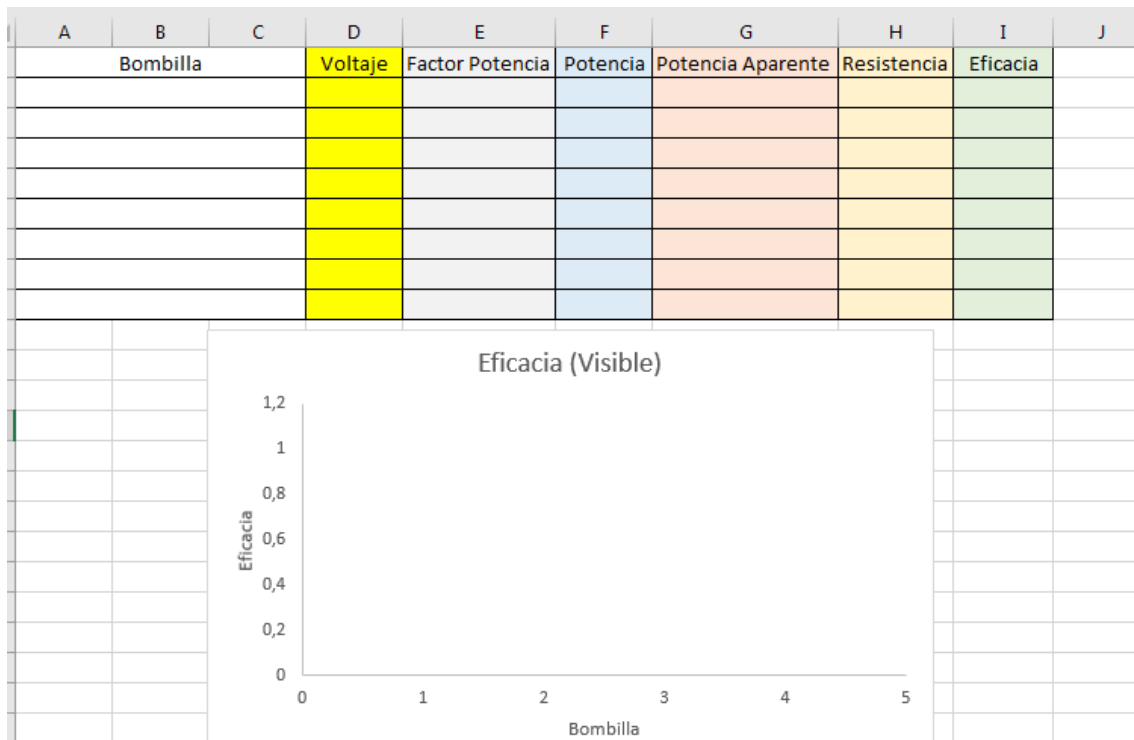 A B C D E F G H I J
Bombilla Voltaje Factor Potencia Potencia Potencia Aparente Resistencia Eficacia
Eficacia (Visible)
1,2
1
0,8
0,6
0,4
0,2
0
Eficacia
0 1 2 3 4 5
Bombilla